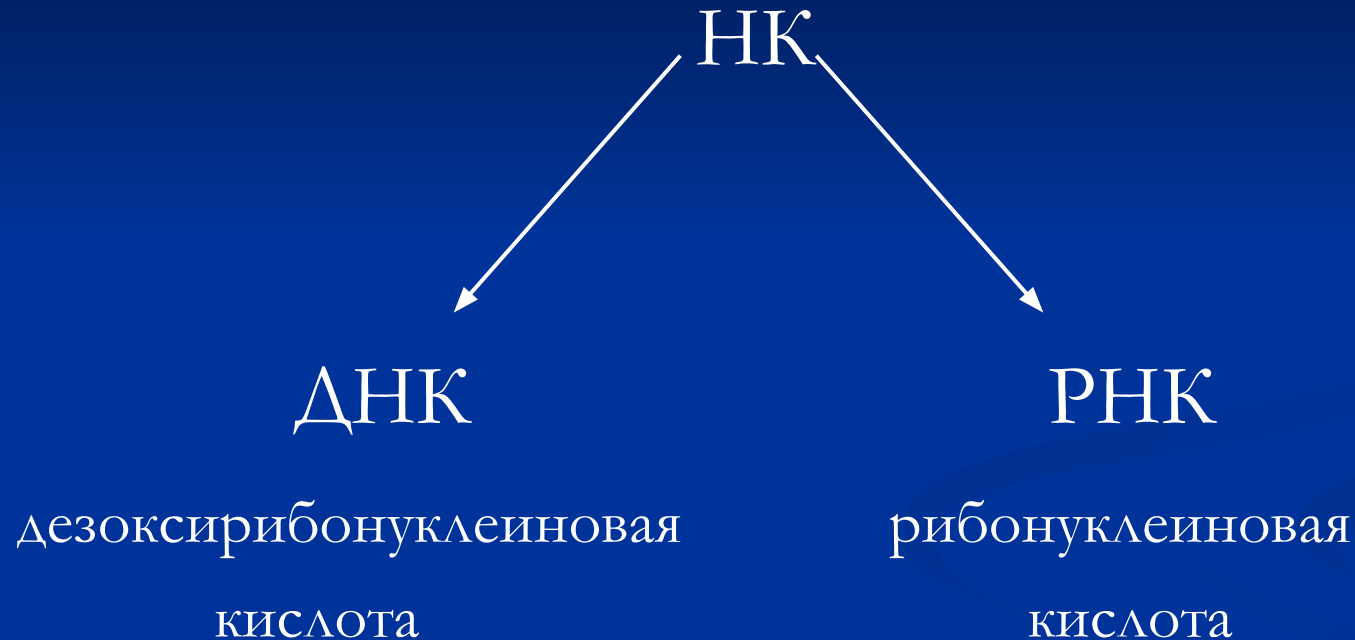 НК
ДНК
РНК
дезоксирибонуклеиновая
кислота
рибонуклеиновая
кислота